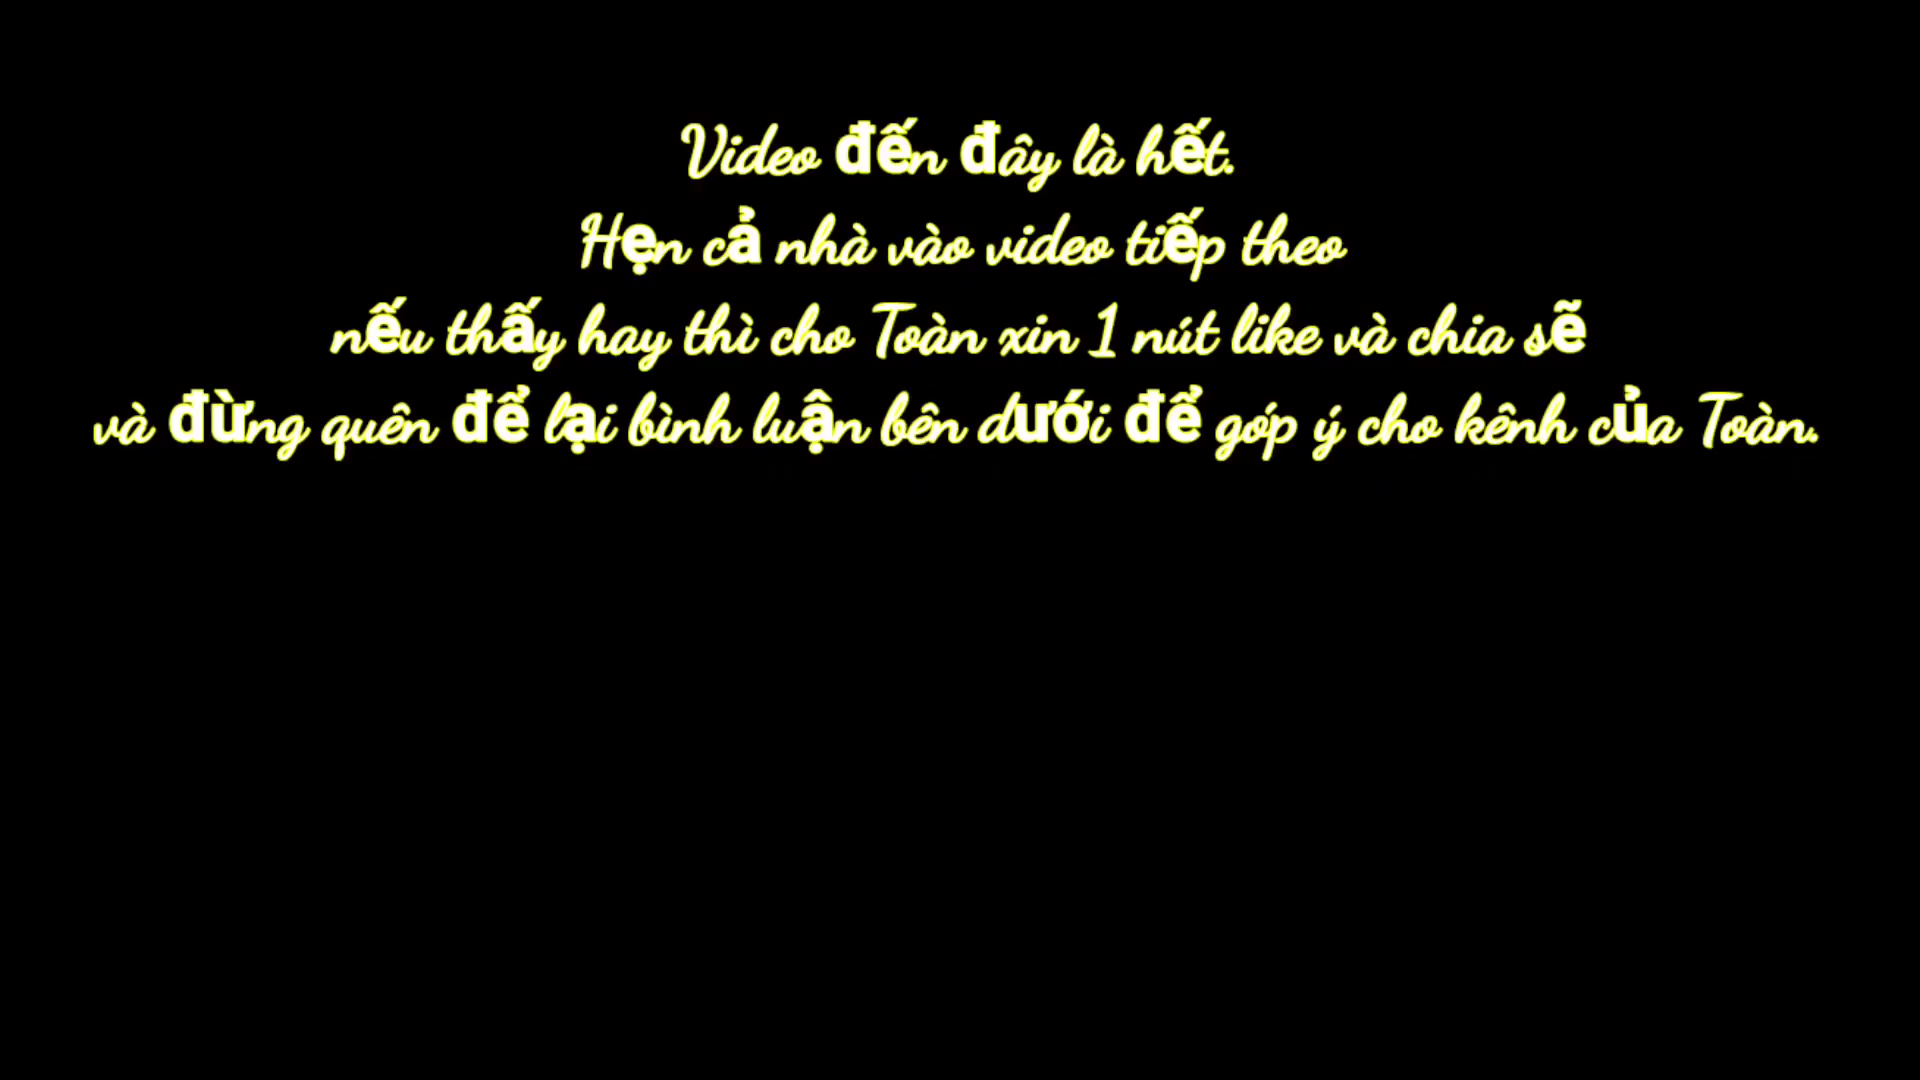 Video đến đây là hết.
Hẹn cả nhà vào video tiếp theo
nếu thấy hay thì cho Toàn xin 1 nút like và chia sẽ
và đừng quên để lại bình luận bên dưới để góp ý cho kênh của Toàn.